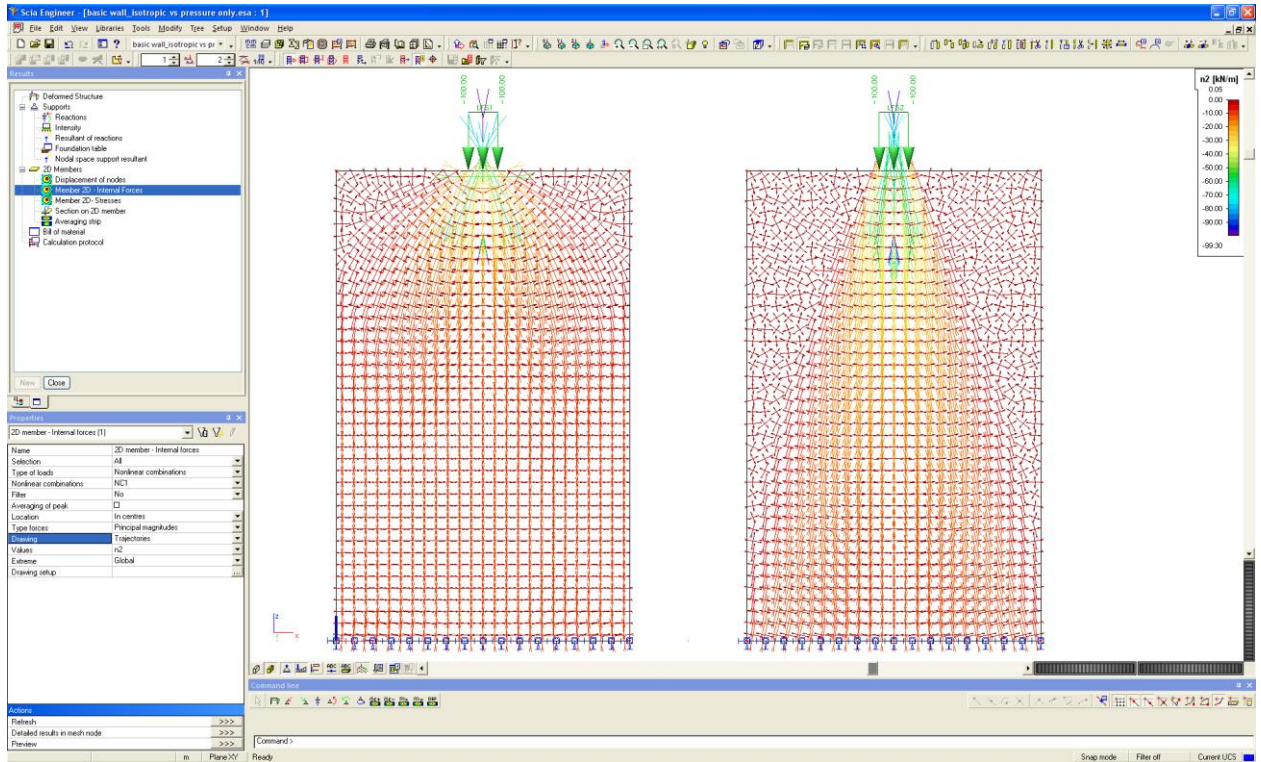 Scia Engineer - [basic wall_isotropic vs pressure only.esa : 1]
File Edit View Libraries Tools Modify Tree Setup Window Help
basic wall_isotropic vs pr
1 2
Results
Deformed Structure
Supports
Reactions
Intensity
Resultant of reactions
Foundation table
Nodal space support resultant
2D Members
Displacement of nodes
Member 2D - Internal Forces
Member 2D - Stresses
Section on 2D member
Averaging strip
Bill of material
Calculation protocol
New Close
Properties
2D member - Internal forces (1)
Name 2D member - Internal forces
Selection All
Type of loads Nonlinear combinations
Nonlinear combinations NC1
Filter No
Averaging of peak
Location In centres
Type forces Principal magnitudes
Drawing Trajectories
Values n2
Extreme Global
Drawing setup ...
Actions
Refresh >>>
Detailed results in mesh node >>>
Preview >>>
-100.00 -100.00
-100.00 -100.00
n2 [kN/m]
0.05
0.00
-10.00
-20.00
-30.00
-40.00
-50.00
-60.00
-70.00
-80.00
-90.00
-99.30
z
x
Command line
Command >
m Plane XY Ready Snap mode Filter off Current UCS